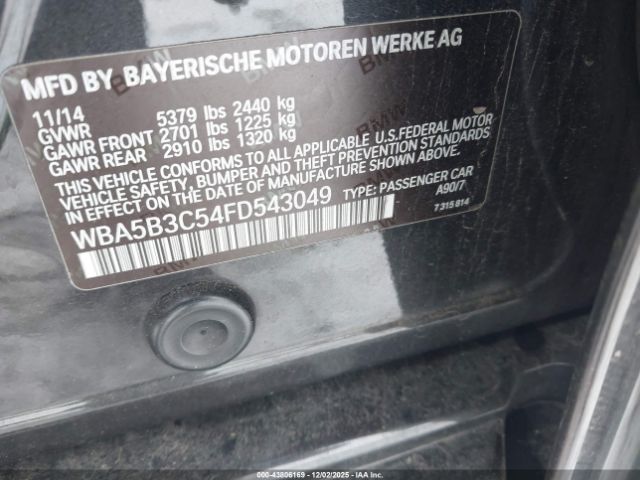 MFD BY BAYERISCHE MOTOREN WERKE AG
11/14 5379 lbs 2440 kg
GVWR
GAWR FRONT 2701 lbs 1225 kg
GAWR REAR 2910 lbs 1320 kg
THIS VEHICLE CONFORMS TO ALL APPLICABLE U.S.FEDERAL MOTOR
VEHICLE SAFETY, BUMPER AND THEFT PREVENTION STANDARDS
IN EFFECT ON THE DATE OF MANUFACTURE SHOWN ABOVE.
WBA5B3C54FD543049 TYPE: PASSENGER CAR
A90/7
7 315 814
000-43806169 12/02/2025 - IAA Inc.